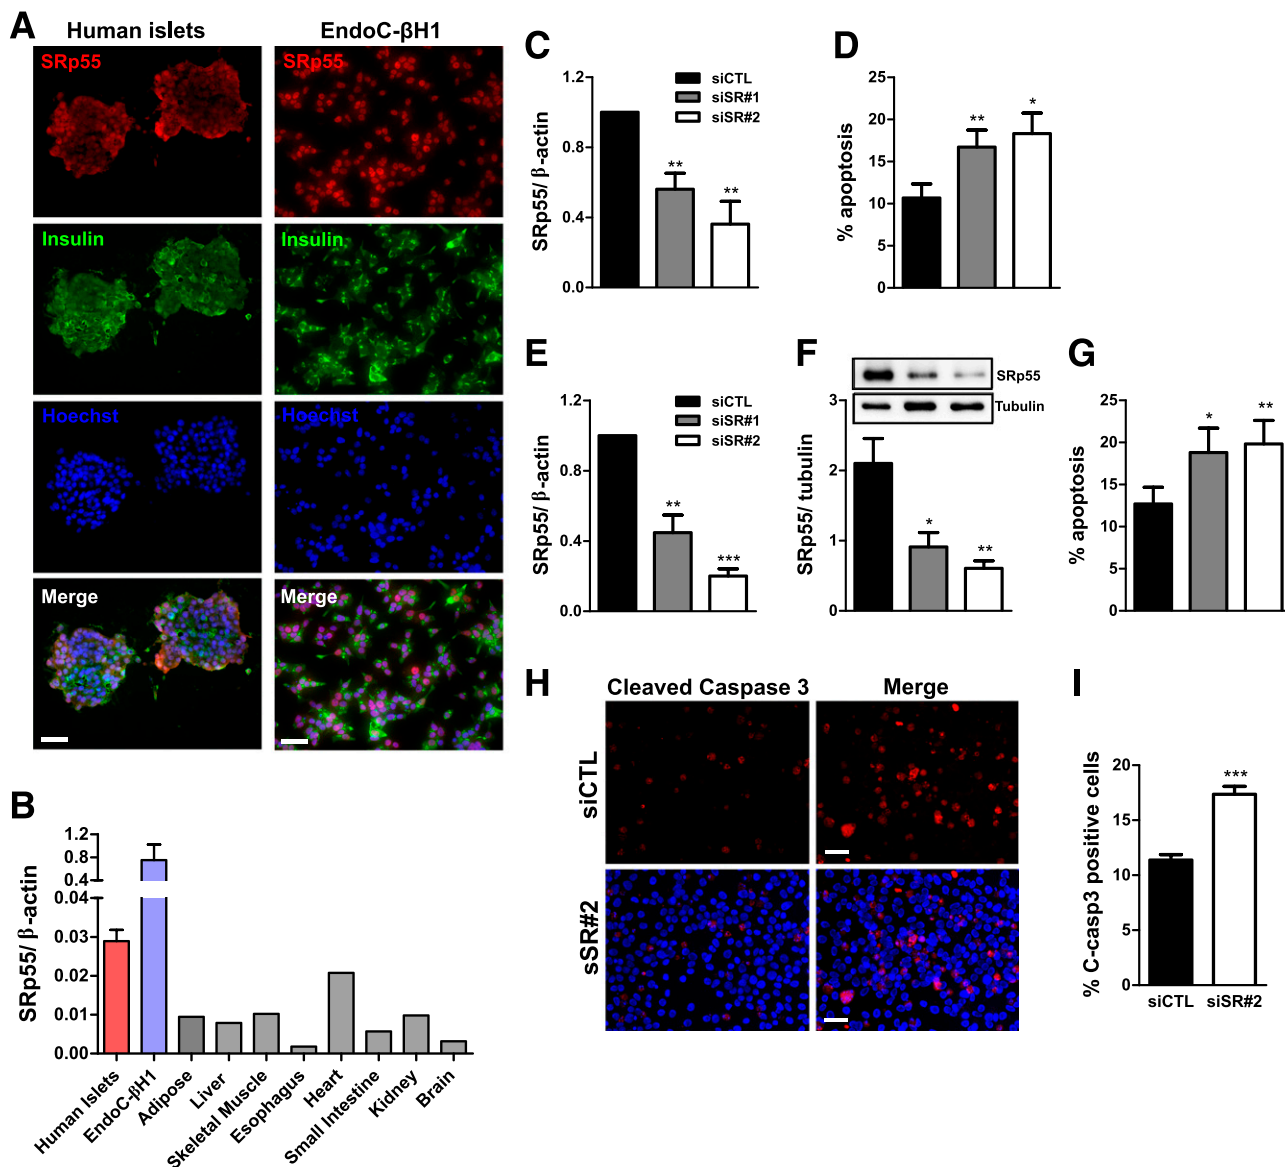 A
Human islets
EndoC-βH1
SRp55
SRp55
Insulin
Insulin
Hoechst
Hoechst
Merge
Merge
B
SRp55/ β-actin
1.2
0.8
0.4
0.04
0.03
0.02
0.01
0.00
Human Islets
EndoC-βH1
Adipose
Liver
Skeletal Muscle
Esophagus
Heart
Small Intestine
Kidney
Brain
C
SRp55/ β-actin
1.2
0.8
0.4
0.0
siCTL
siSR#1
siSR#2
**
**
D
% apoptosis
25
20
15
10
5
0
**
*
E
SRp55/ β-actin
1.2
0.8
0.4
0.0
siCTL
siSR#1
siSR#2
**
***
F
SRp55
Tubulin
SRp55/ tubulin
3
2
1
0
*
**
G
% apoptosis
25
20
15
10
5
0
*
**
H
Cleaved Caspase 3
Merge
siCTL
sSR#2
I
% C-casp3 positive cells
20
15
10
5
0
***
siCTL
siSR#2